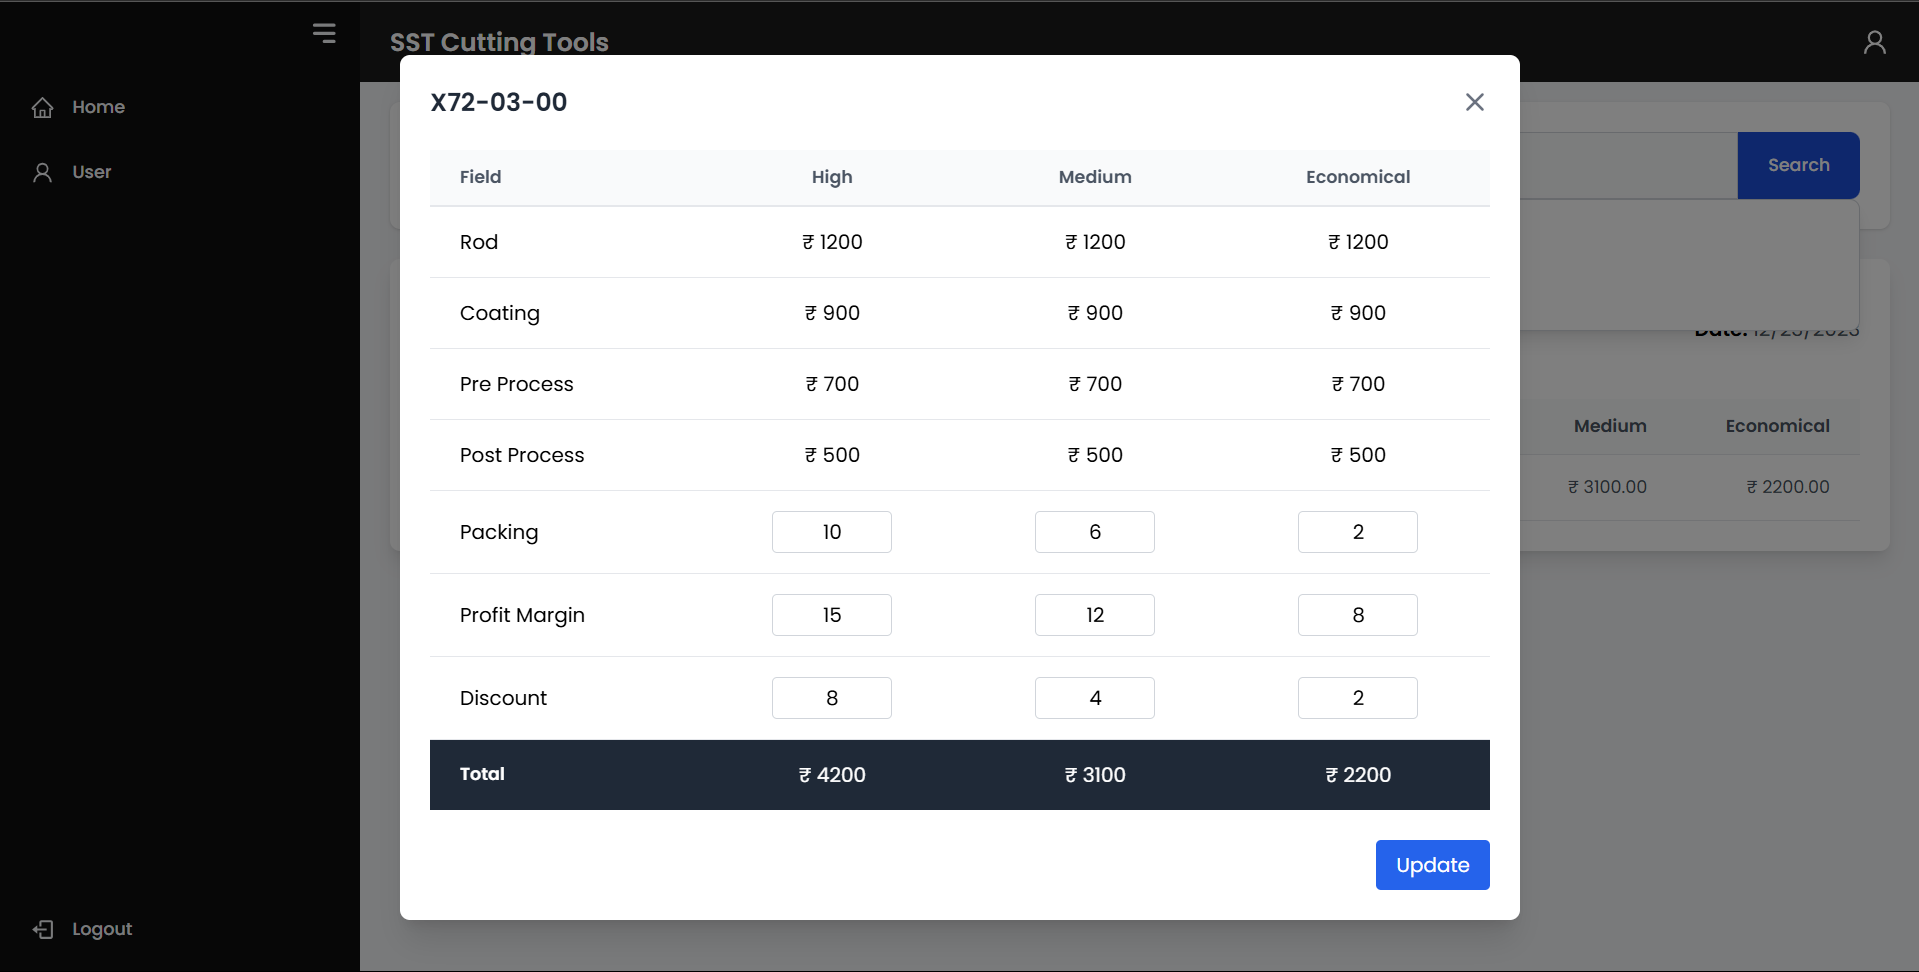 SST Cutting Tools
Home
User
Logout
X72-03-00
Field High Medium Economical
Rod ₹ 1200 ₹ 1200 ₹ 1200
Coating ₹ 900 ₹ 900 ₹ 900
Pre Process ₹ 700 ₹ 700 ₹ 700
Post Process ₹ 500 ₹ 500 ₹ 500
Packing 10 6 2
Profit Margin 15 12 8
Discount 8 4 2
Total ₹ 4200 ₹ 3100 ₹ 2200
Update
Search
Date:
Medium Economical
₹ 3100.00 ₹ 2200.00